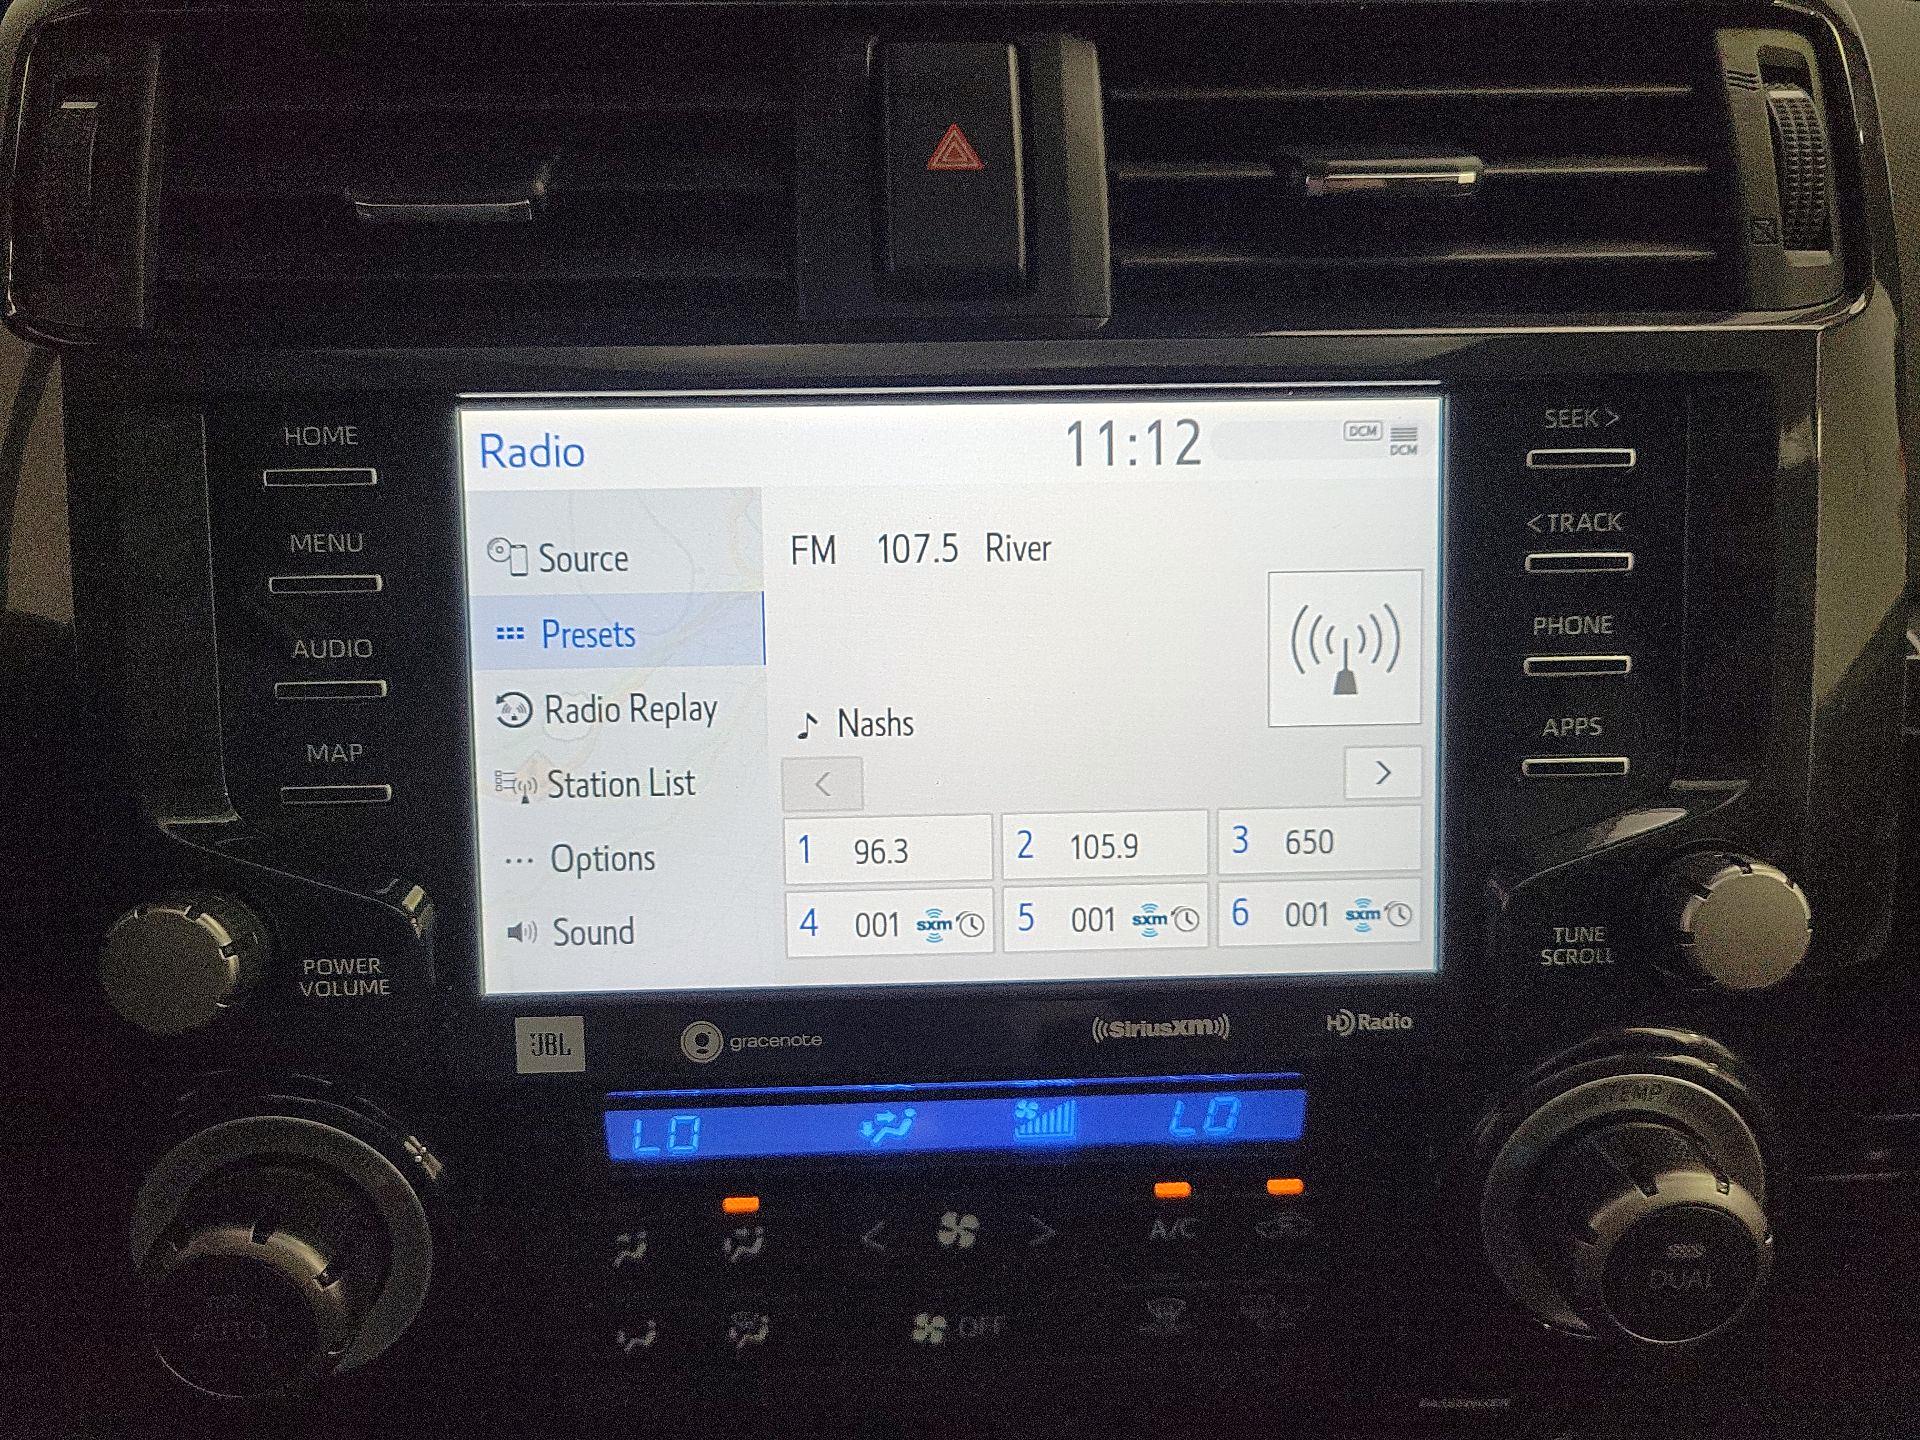 HOME
MENU
AUDIO
MAP
POWER
VOLUME
Radio
11:12
DCM
DCM
Source
Presets
Radio Replay
Station List
Options
Sound
FM 107.5 River
Nashs
<
>
1 96.3
2 105.9
3 650
4 001 sxm
5 001 sxm
6 001 sxm
SEEK >
< TRACK
PHONE
APPS
TUNE
SCROLL
JBL
gracenote
((SiriusXM))
HD Radio
LO
LO
TEMP
< >
A/C
AUTO
OFF
DUAL